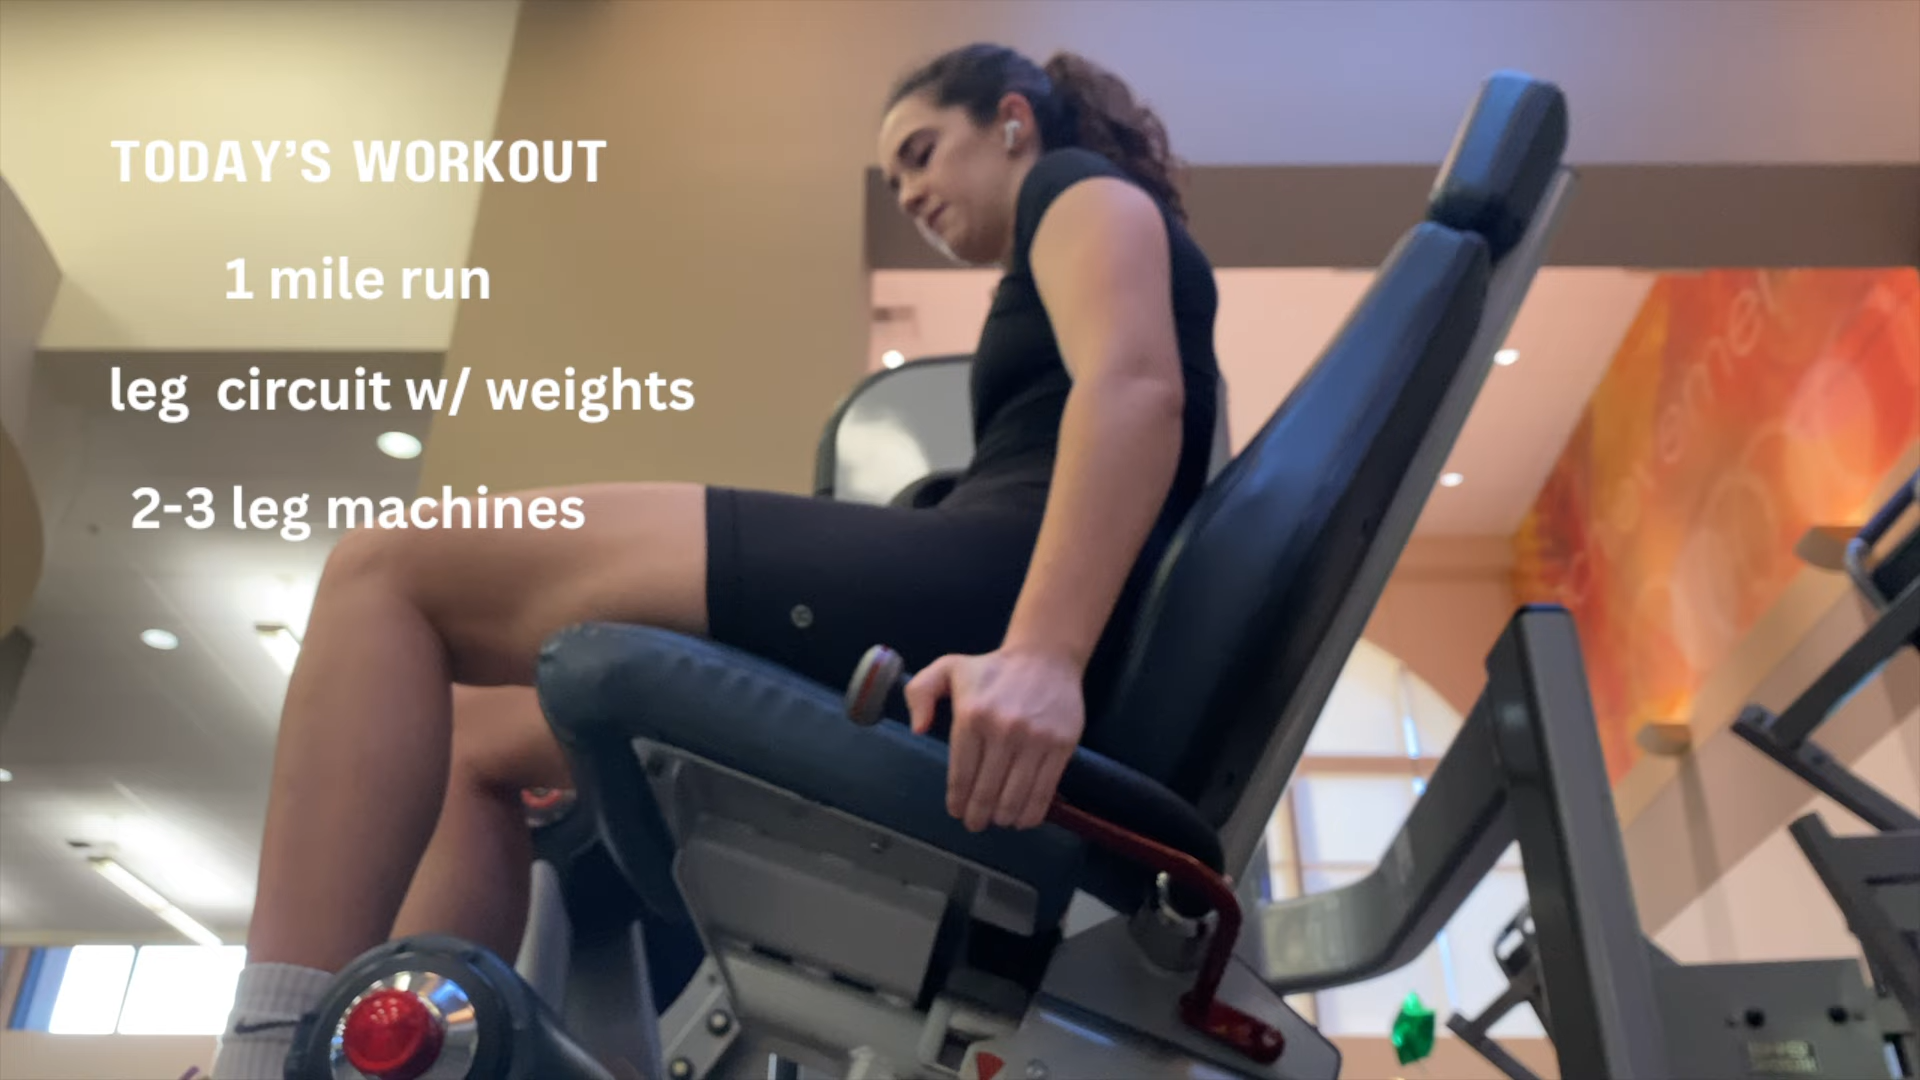 TODAY'S WORKOUT
1 mile run
leg circuit w/ weights
2-3 leg machines